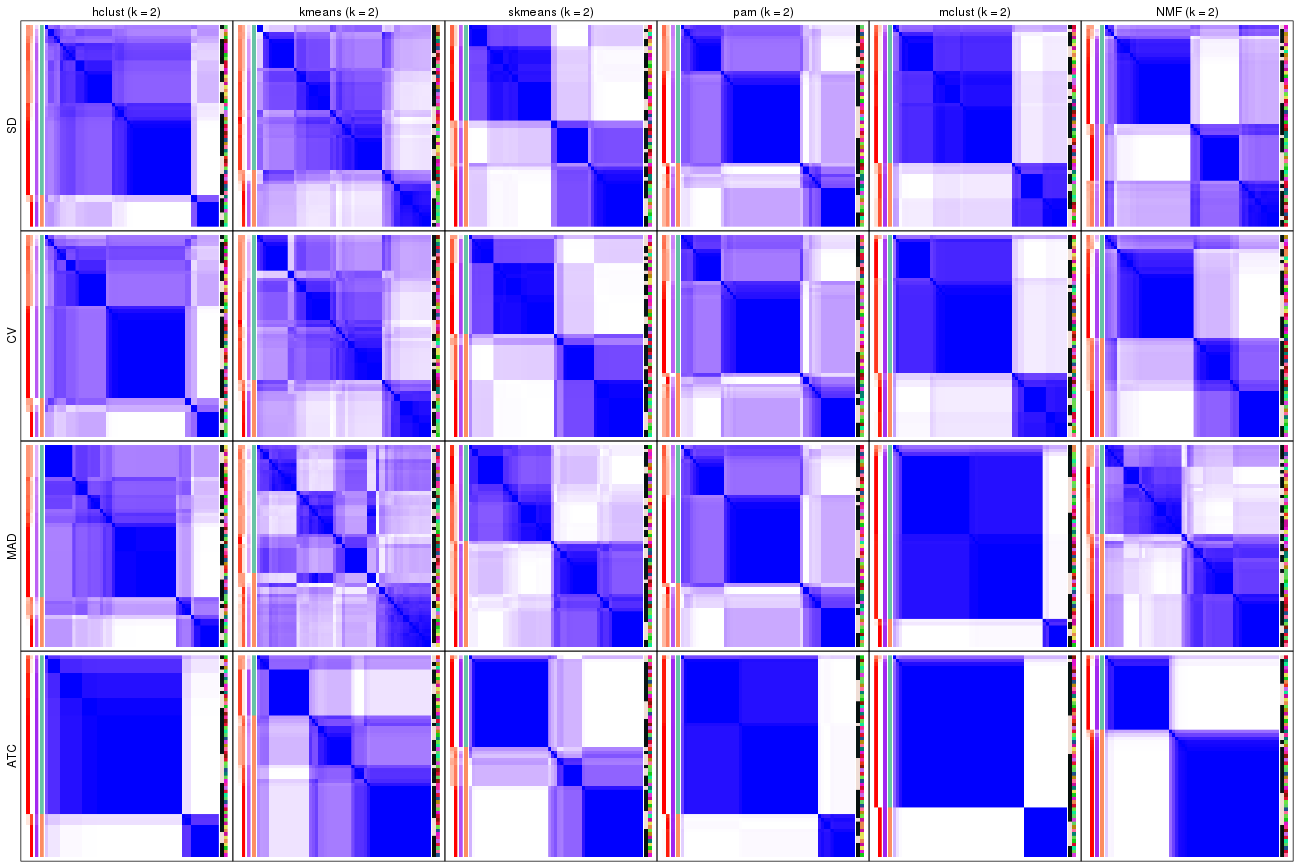 hclust (k = 2) kmeans (k = 2) skmeans (k = 2) pam (k = 2) mclust (k = 2) NMF (k = 2)
SD
CV
MAD
ATC